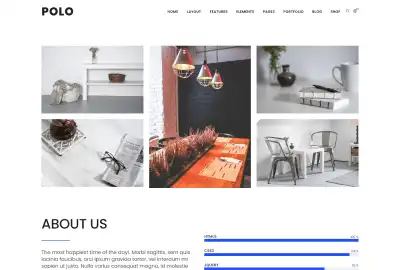 POLO
HOME LAYOUT FEATURES ELEMENTS PAGES PORTFOLIO BLOG SHOP
ABOUT US
The most happiest time of the day!. Morbi sagittis, sem quis
lacinia faucibus, orci ipsum gravida tortor, vel interdum mi
sapien ut justo. Nulla varius consequat magna, id molestie
HTML5
CSS3
JQUERY